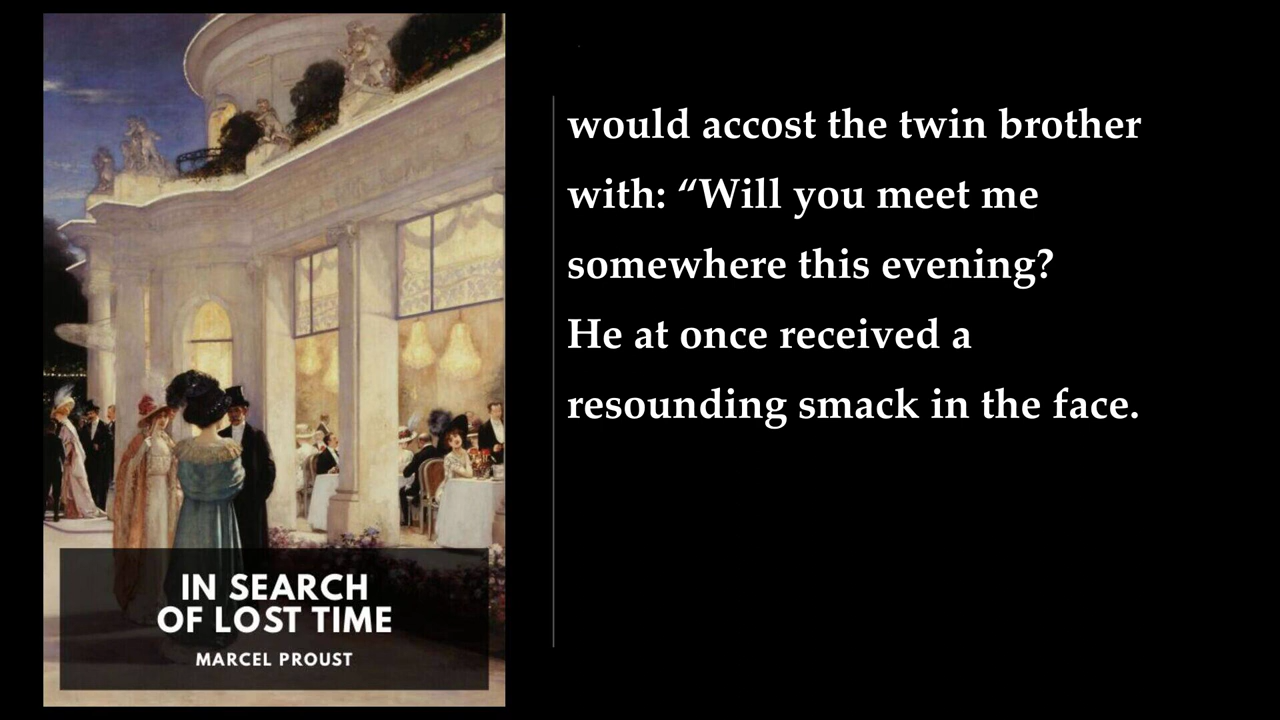 would accost the twin brother
with: “Will you meet me
somewhere this evening?
He at once received a
resounding smack in the face.
IN SEARCH
OF LOST TIME
MARCEL PROUST